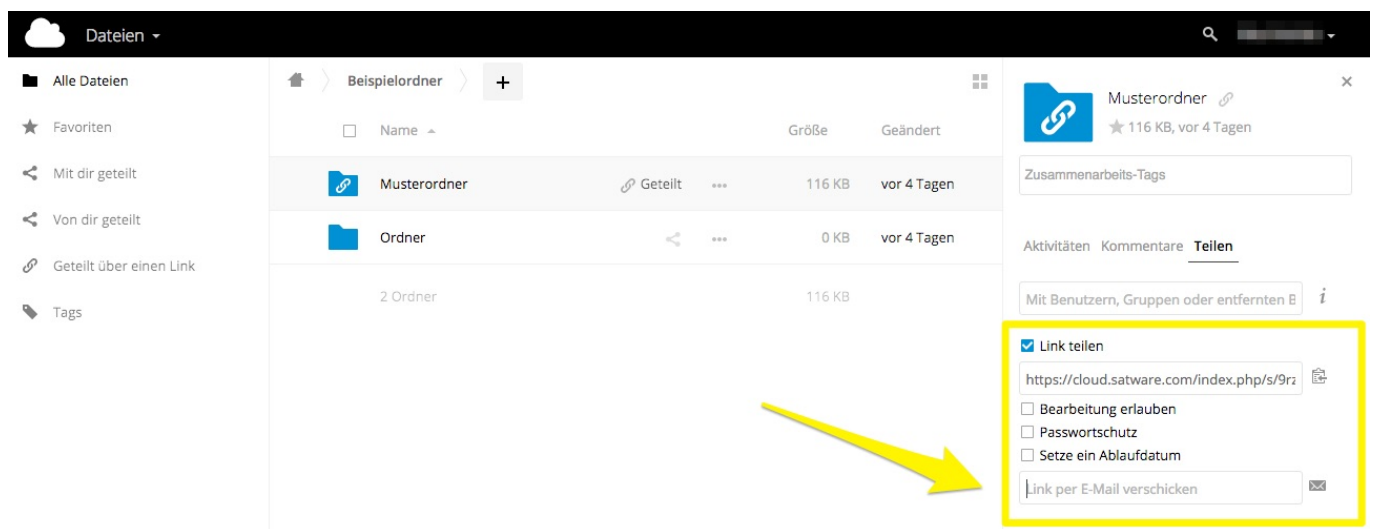 Dateien
Alle Dateien
Favoriten
Mit dir geteilt
Von dir geteilt
Geteilt über einen Link
Tags
Beispielordner +
Name Größe Geändert
Musterordner Geteilt ••• 116 KB vor 4 Tagen
Ordner ••• 0 KB vor 4 Tagen
2 Ordner 116 KB
Musterordner
116 KB, vor 4 Tagen
Zusammenarbeits-Tags
Aktivitäten Kommentare Teilen
Mit Benutzern, Gruppen oder entfernten B
Link teilen
https://cloud.satware.com/index.php/s/9rz
Bearbeitung erlauben
Passwortschutz
Setze ein Ablaufdatum
Link per E-Mail verschicken